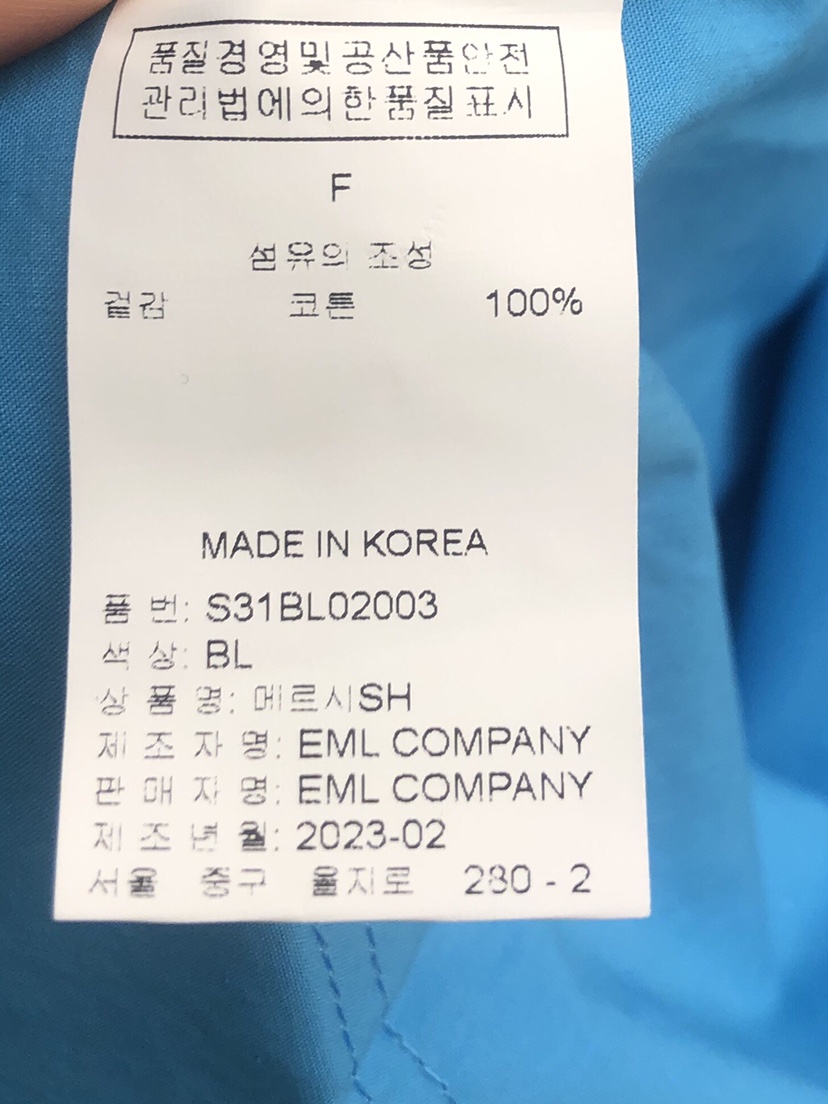 품질경영및공산품안전
관리법에의한품질표시
F
섬유의 조성
겉감 코튼 100%
MADE IN KOREA
품 번: S31BL02003
색 상: BL
상 품 명: 메르시SH
제 조 자 명: EML COMPANY
판 매 자 명: EML COMPANY
제 조 년 월: 2023-02
서울 중구 을지로 280 - 2